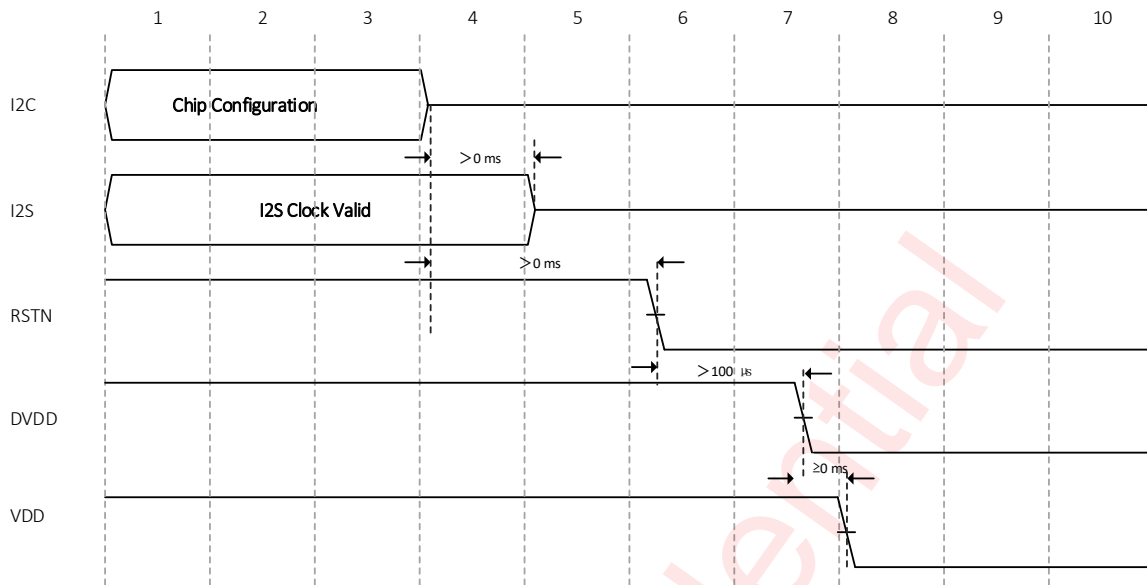 1 2 3 4 5 6 7 8 9 10
I2C
Chip Configuration
>0 ms
I2S
I2S Clock Valid
>0 ms
RSTN
>100 μs
DVDD
≥0 ms
VDD
ential